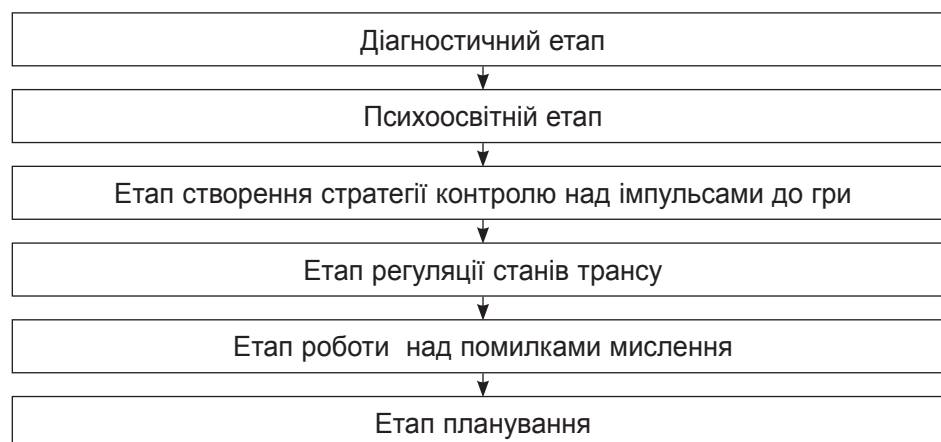 Діагностичний етап
Психоосвітній етап
Етап створення стратегії контролю над імпульсами до гри
Етап регуляції станів трансу
Етап роботи над помилками мислення
Етап планування